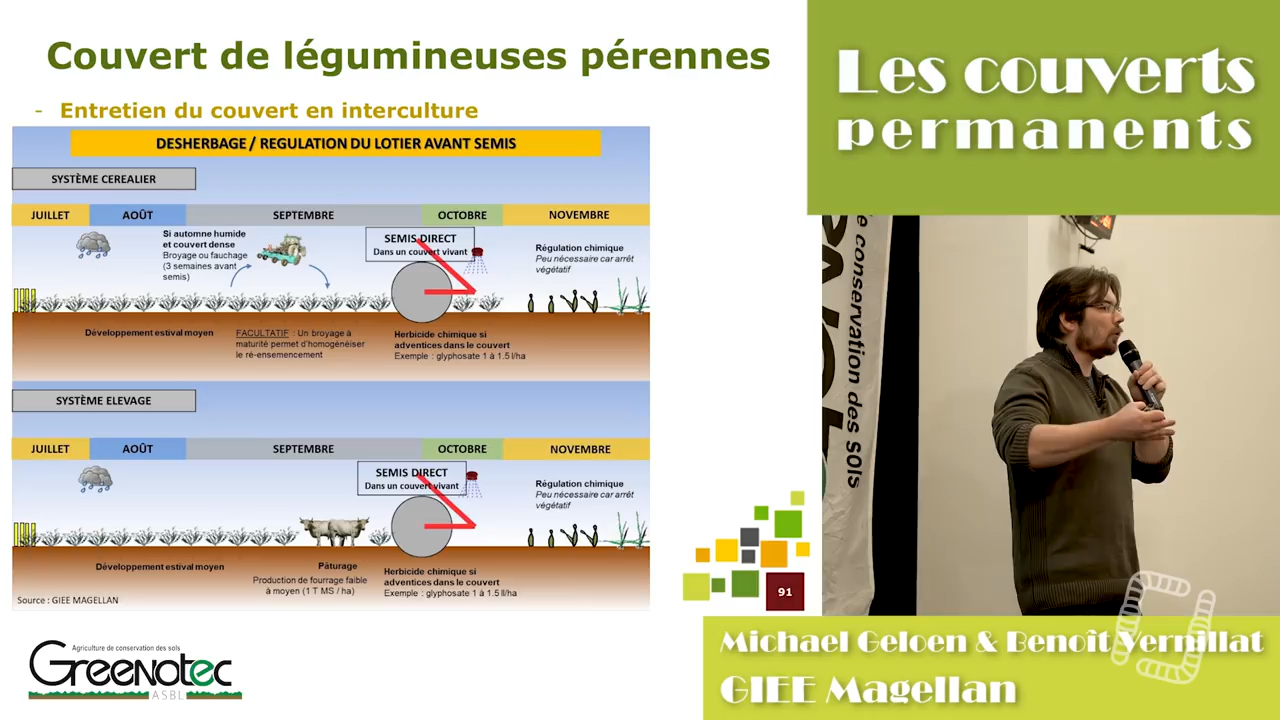 Couvert de légumineuses pérennes
- Entretien du couvert en interculture
DESHERBAGE / REGULATION DU LOTIER AVANT SEMIS
SYSTÈME CEREALIER
JUILLET AOÛT SEPTEMBRE OCTOBRE NOVEMBRE
Si automne humide
et couvert dense
Broyage ou fauchage
(3 semaines avant
semis)
SEMIS DIRECT
Dans un couvert vivant
Régulation chimique
Peu nécessaire car arrêt
végétatif
Développement estival moyen
FACULTATIF : Un broyage à
maturité permet d'homogénéiser
le ré-ensemencement
Herbicide chimique si
adventices dans le couvert
Exemple : glyphosate 1 à 1.5 l/ha
SYSTÈME ELEVAGE
JUILLET AOÛT SEPTEMBRE OCTOBRE NOVEMBRE
SEMIS DIRECT
Dans un couvert vivant
Régulation chimique
Peu nécessaire car arrêt
végétatif
Développement estival moyen
Pâturage
Production de fourrage faible
à moyen (1 T MS / ha)
Herbicide chimique si
adventices dans le couvert
Exemple : glyphosate 1 à 1.5 l/ha
Source : GIEE MAGELLAN
91
Agriculture de conservation des sols
Greenotec
ASBL
Les couverts
permanents
e conservation des sols
Michael Geloen & Benoît Vernillat
GIEE Magellan